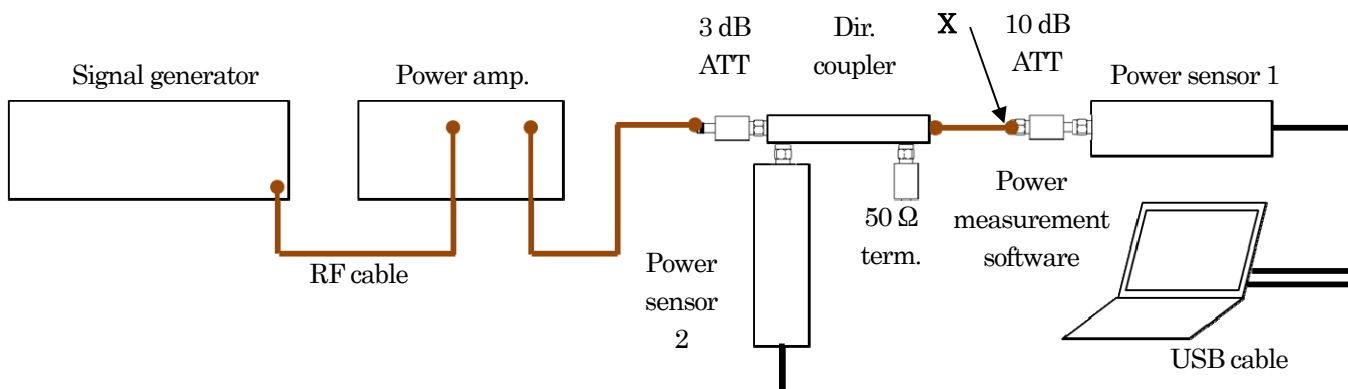 Signal generator
Power amp.
3 dB
ATT
Dir.
coupler
X
10 dB
ATT
Power sensor 1
RF cable
Power
sensor
2
50 Ω
term.
Power
measurement
software
USB cable